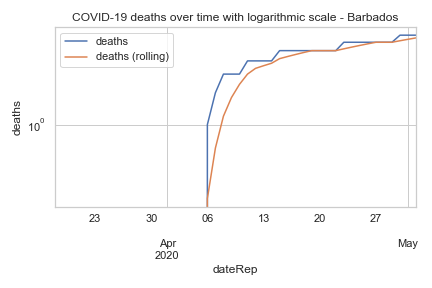 COVID-19 deaths over time with logarithmic scale - Barbados
deaths
deaths (rolling)
deaths
10⁰
23 30 06 13 20 27
Apr May
2020
dateRep